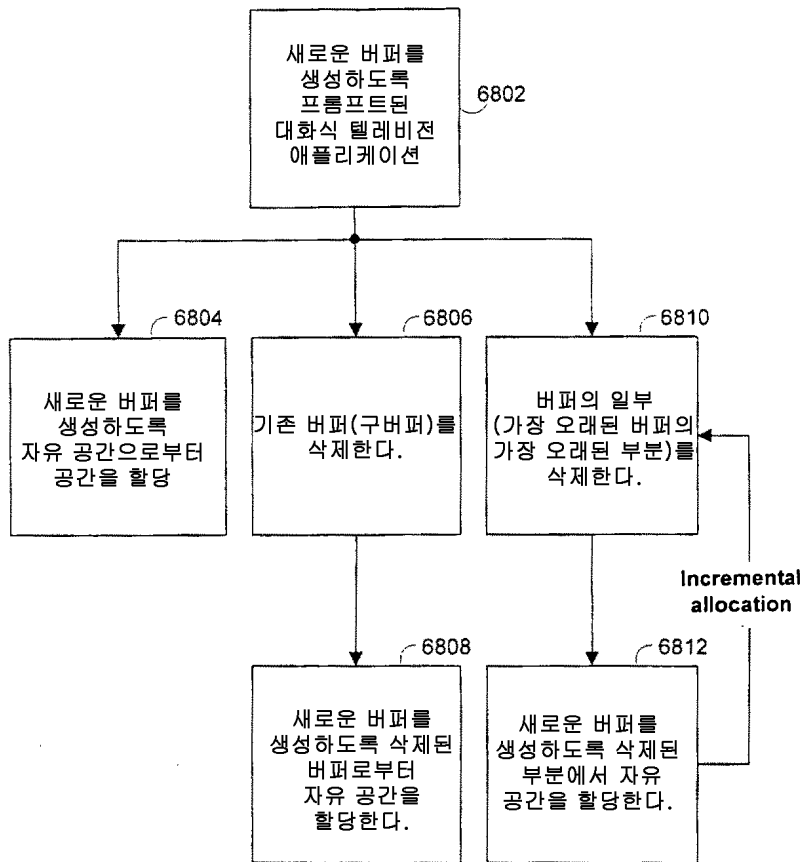 새로운 버퍼를
생성하도록
프롬프트된
대화식 텔레비전
애플리케이션
6802
6804
새로운 버퍼를
생성하도록
자유 공간으로부터
공간을 할당
6806
기존 버퍼(구버퍼)를
삭제한다.
6810
버퍼의 일부
(가장 오래된 버퍼의
가장 오래된 부분)를
삭제한다.
Incremental
allocation
6808
새로운 버퍼를
생성하도록 삭제된
버퍼로부터
자유 공간을
할당한다.
6812
새로운 버퍼를
생성하도록 삭제된
부분에서 자유
공간을 할당한다.